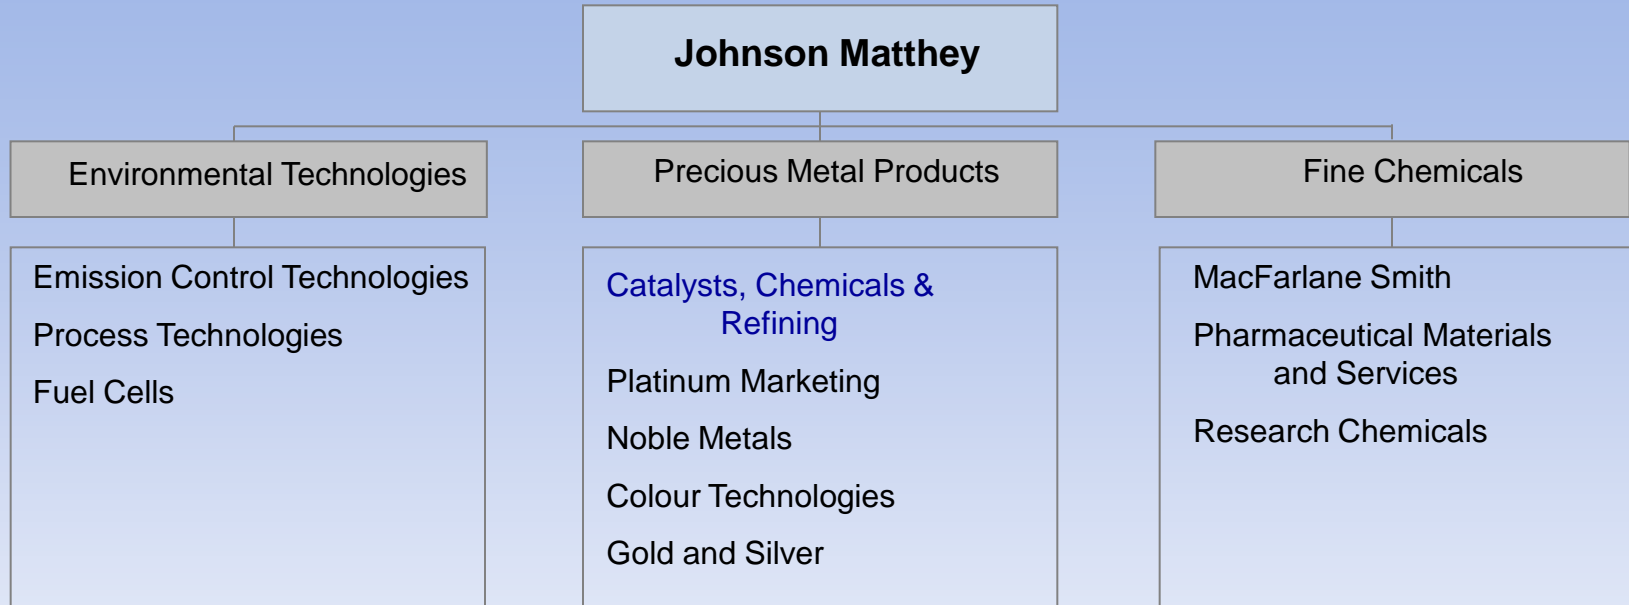 Johnson Matthey
Environmental Technologies
Precious Metal Products
Fine Chemicals
Emission Control Technologies
Process Technologies
Fuel Cells
Catalysts, Chemicals &
Refining
Platinum Marketing
Noble Metals
Colour Technologies
Gold and Silver
MacFarlane Smith
Pharmaceutical Materials
and Services
Research Chemicals